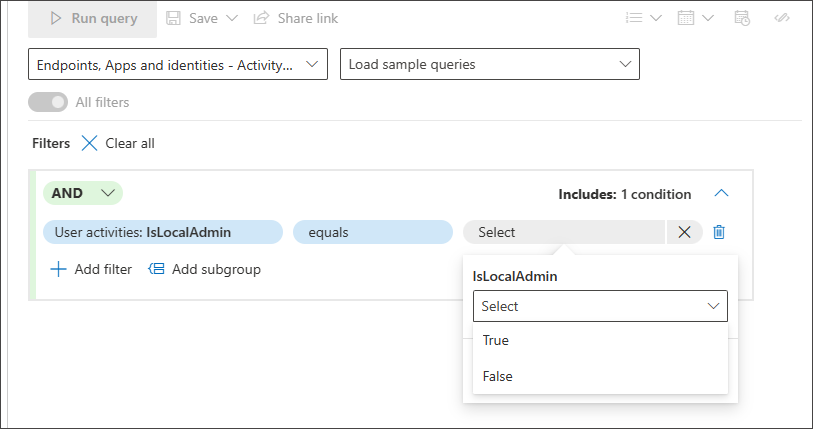 Run query Save Share link
Endpoints, Apps and identities - Activity... Load sample queries
All filters
Filters Clear all
AND Includes: 1 condition
User activities: IsLocalAdmin equals Select
Add filter Add subgroup
IsLocalAdmin
Select
True
False